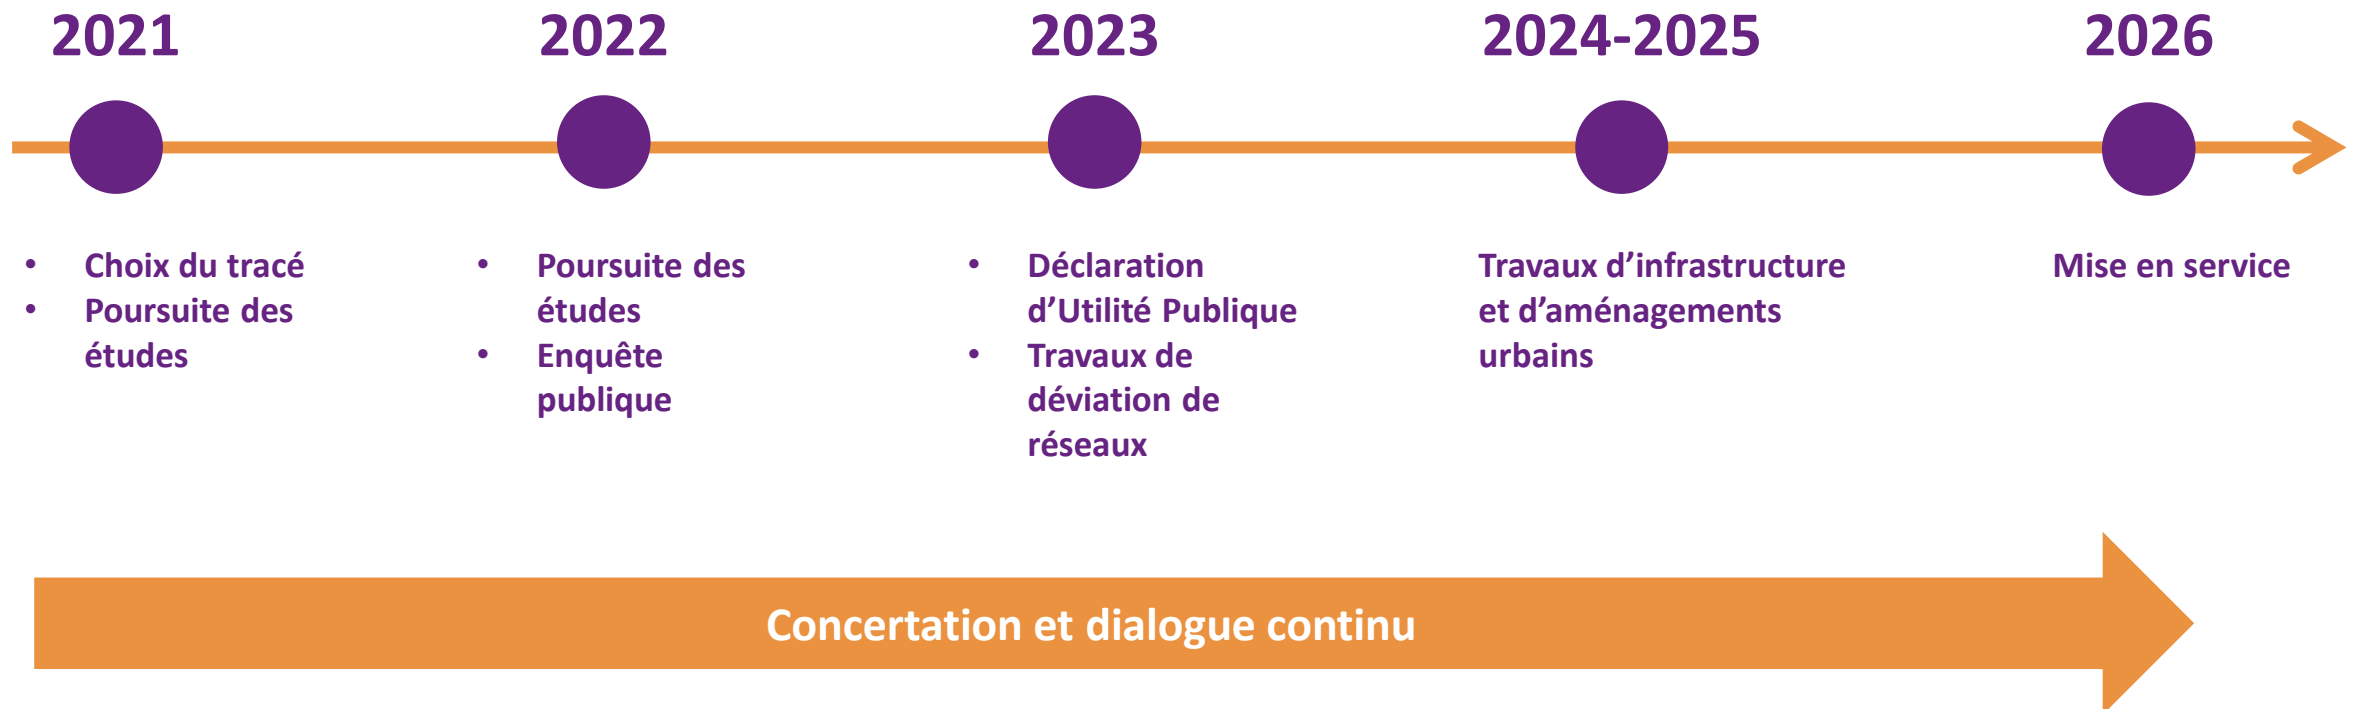 2021
• Choix du tracé
• Poursuite des
études
2022
• Poursuite des
études
• Enquête
publique
2023
• Déclaration
d’Utilité Publique
• Travaux de
déviation de
réseaux
2024-2025
Travaux d’infrastructure
et d’aménagements
urbains
2026
Mise en service
Concertation et dialogue continu